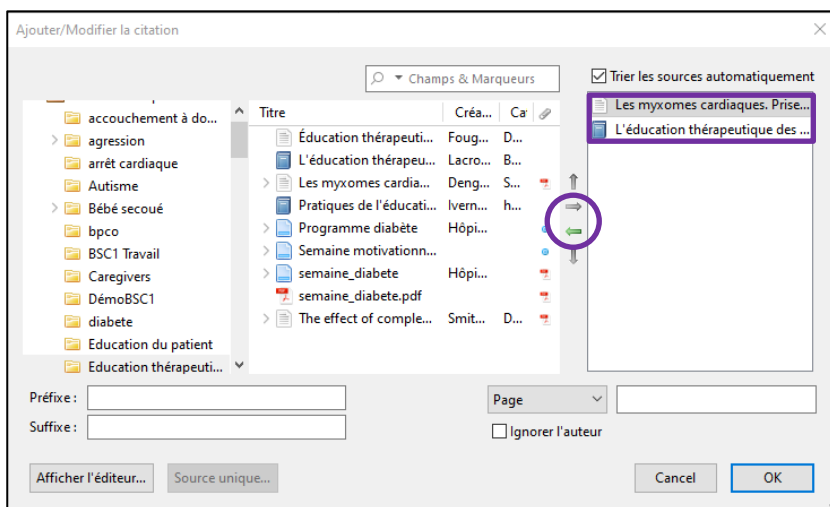 Ajouter/Modifier la citation
Champs & Marqueurs
Trier les sources automatiquement
accouchement à do...
agression
arrêt cardiaque
Autisme
Bébé secoué
bpco
BSC1 Travail
Caregivers
DémoBSC1
diabete
Education du patient
Education thérapeuti...
Titre Créa... Ca
Éducation thérapeuti... Foug... D...
L'éducation thérapeu... Lacro... B...
Les myxomes cardia... Deng... S...
Pratiques de l'éducati... Ivern... h...
Programme diabète Hôpi...
Semaine motivationn...
semaine_diabete Hôpi...
semaine_diabete.pdf
The effect of comple... Smit... D...
Les myxomes cardiaques. Prise...
L'éducation thérapeutique des ...
Préfixe :
Page
Suffixe :
Ignorer l'auteur
Afficher l'éditeur... Source unique... Cancel OK